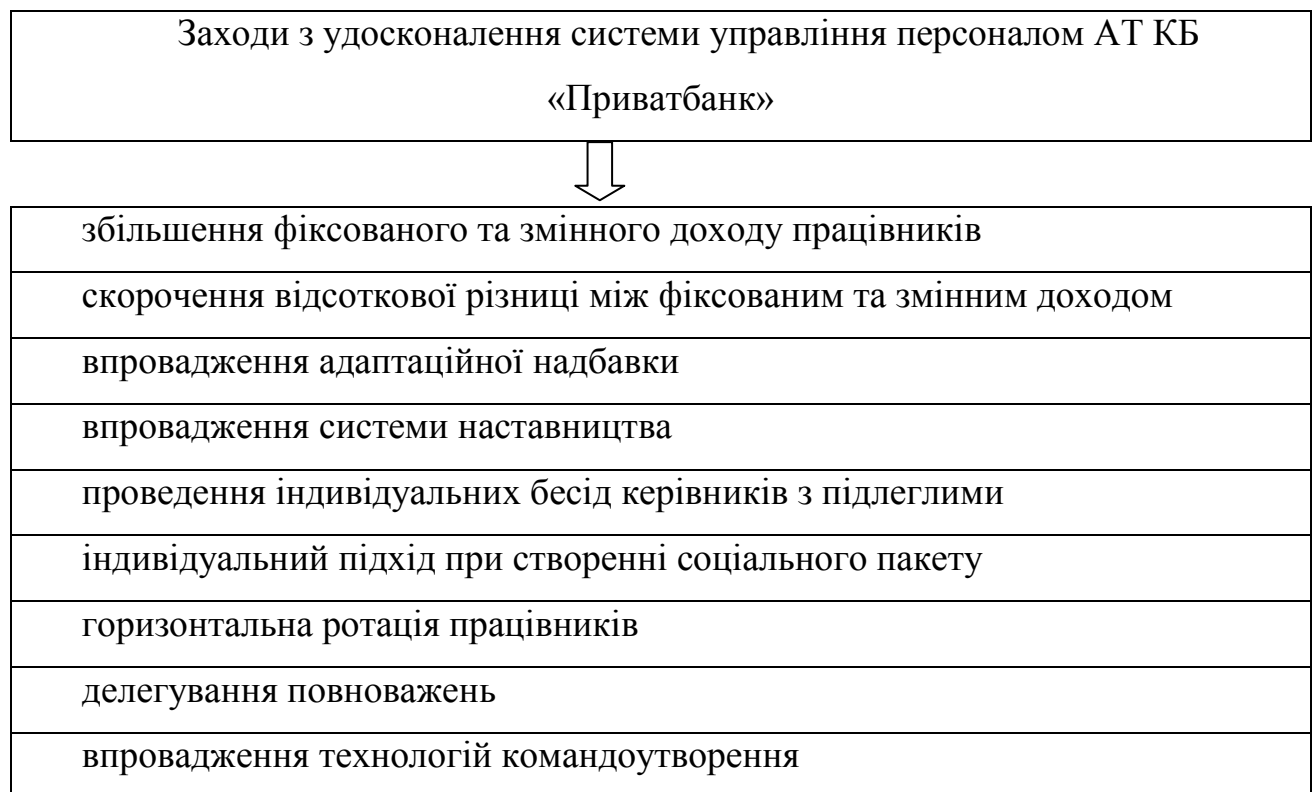 Заходи з удосконалення системи управління персоналом АТ КБ
«Приватбанк»
збільшення фіксованого та змінного доходу працівників
скорочення відсоткової різниці між фіксованим та змінним доходом
впровадження адаптаційної надбавки
впровадження системи наставництва
проведення індивідуальних бесід керівників з підлеглими
індивідуальний підхід при створенні соціального пакету
горизонтальна ротація працівників
делегування повноважень
впровадження технологій командоутворення